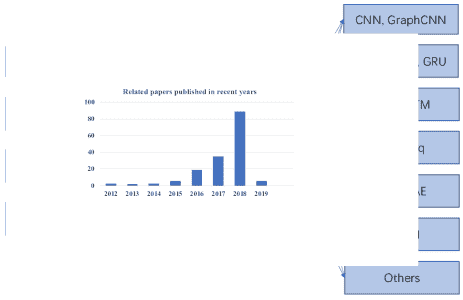 CNN, GraphCNN
, GRU
TM
q
AE
Related papers published in recent years
100
80
60
40
20
0
2012 2013 2014 2015 2016 2017 2018 2019
Others